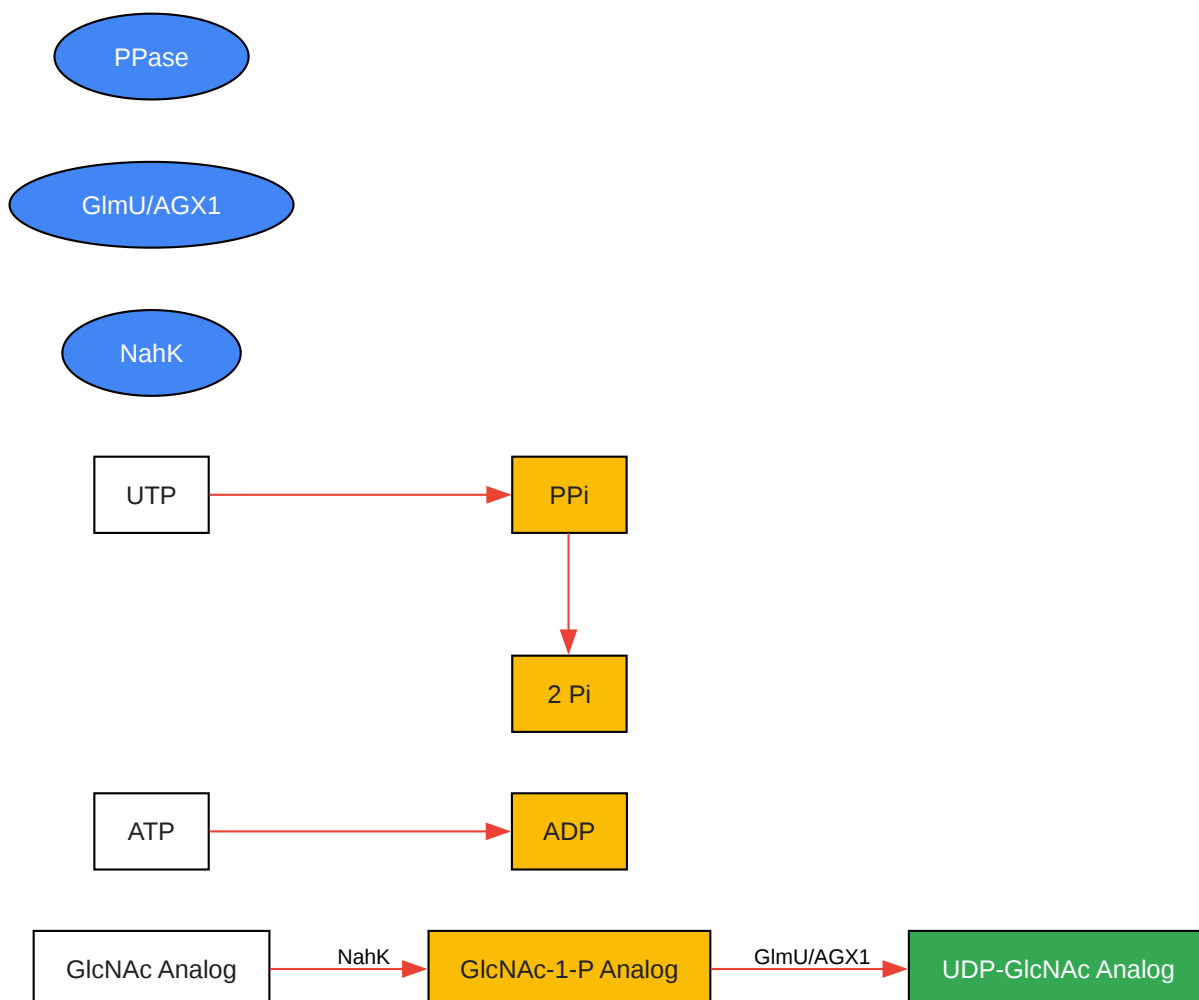 PPase
GlmU/AGX1
NahK
UTP
PPi
2 Pi
ATP
ADP
GlcNAc Analog
NahK
GlcNAc-1-P Analog
GlmU/AGX1
UDP-GlcNAc Analog